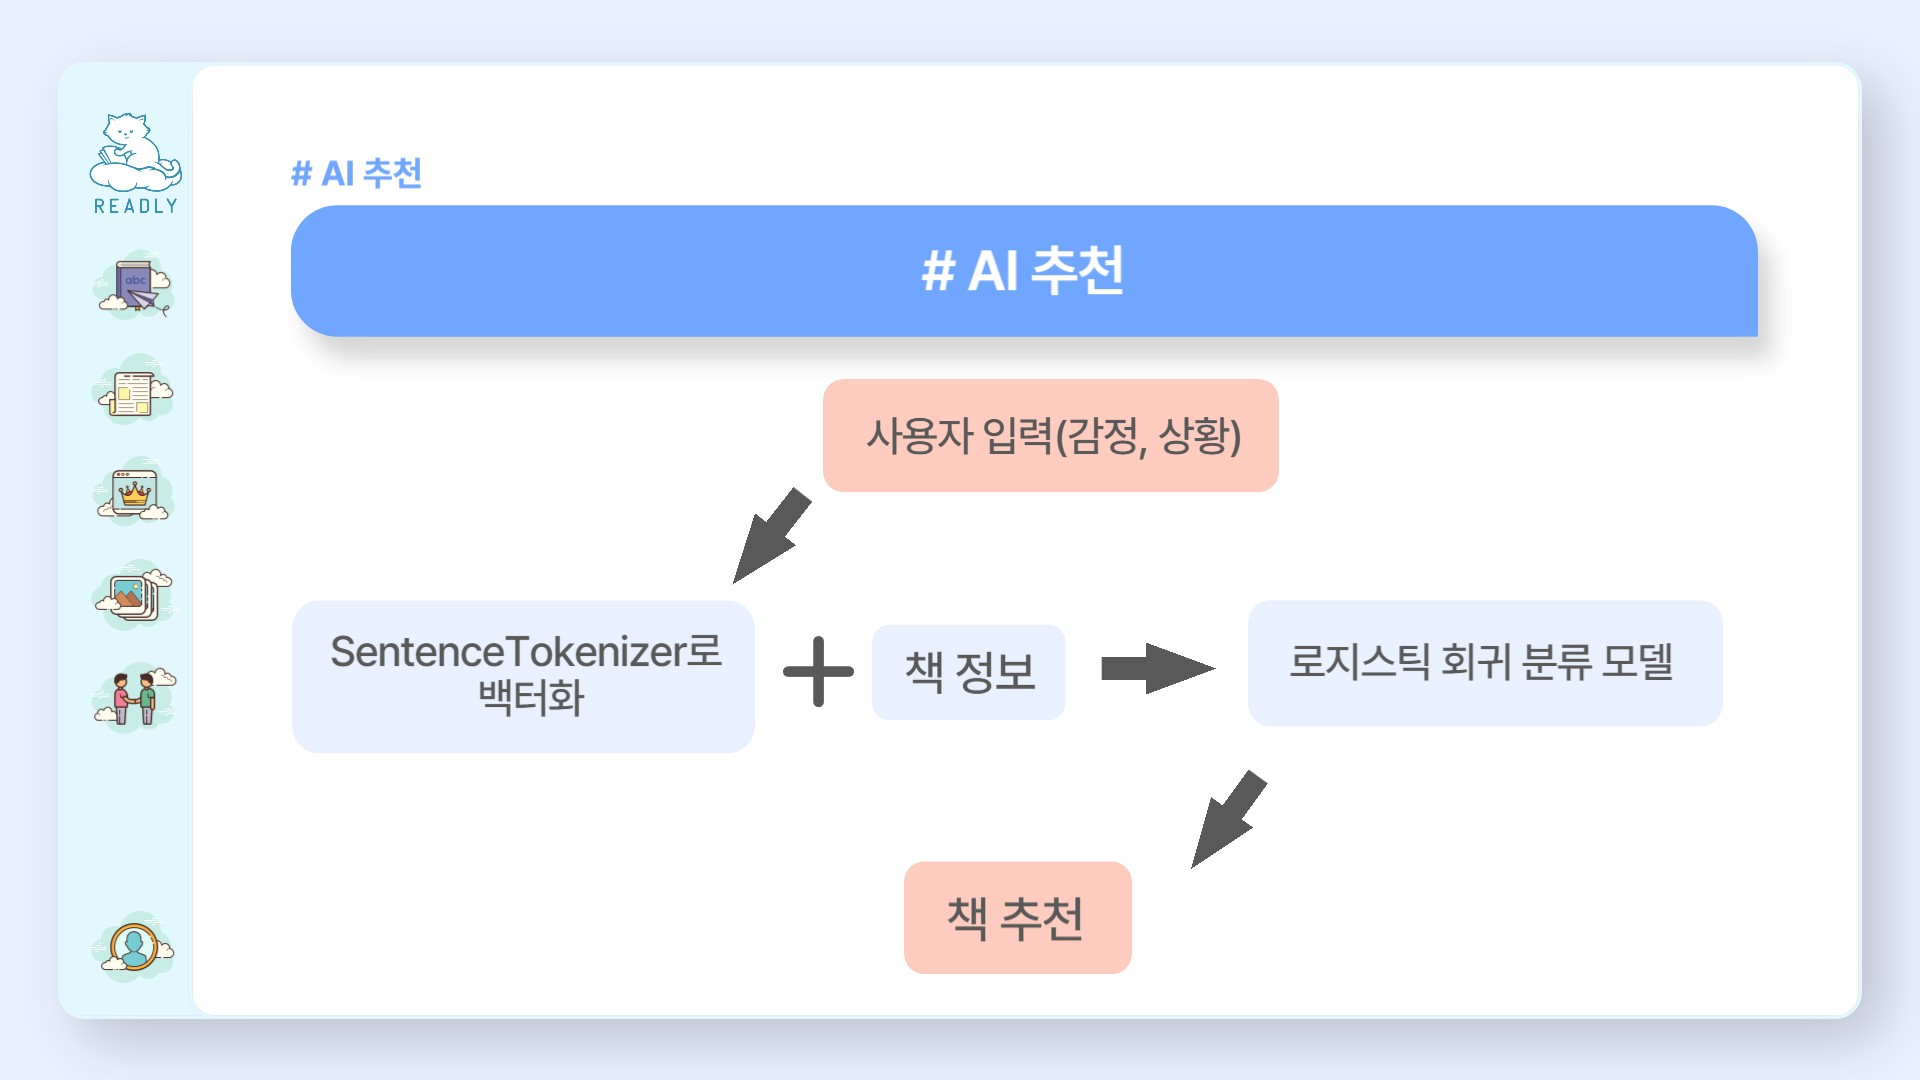 READLY
abc
# AI 추천
# AI 추천
사용자 입력(감정, 상황)
SentenceTokenizer로
백터화
책 정보
로지스틱 회귀 분류 모델
책 추천